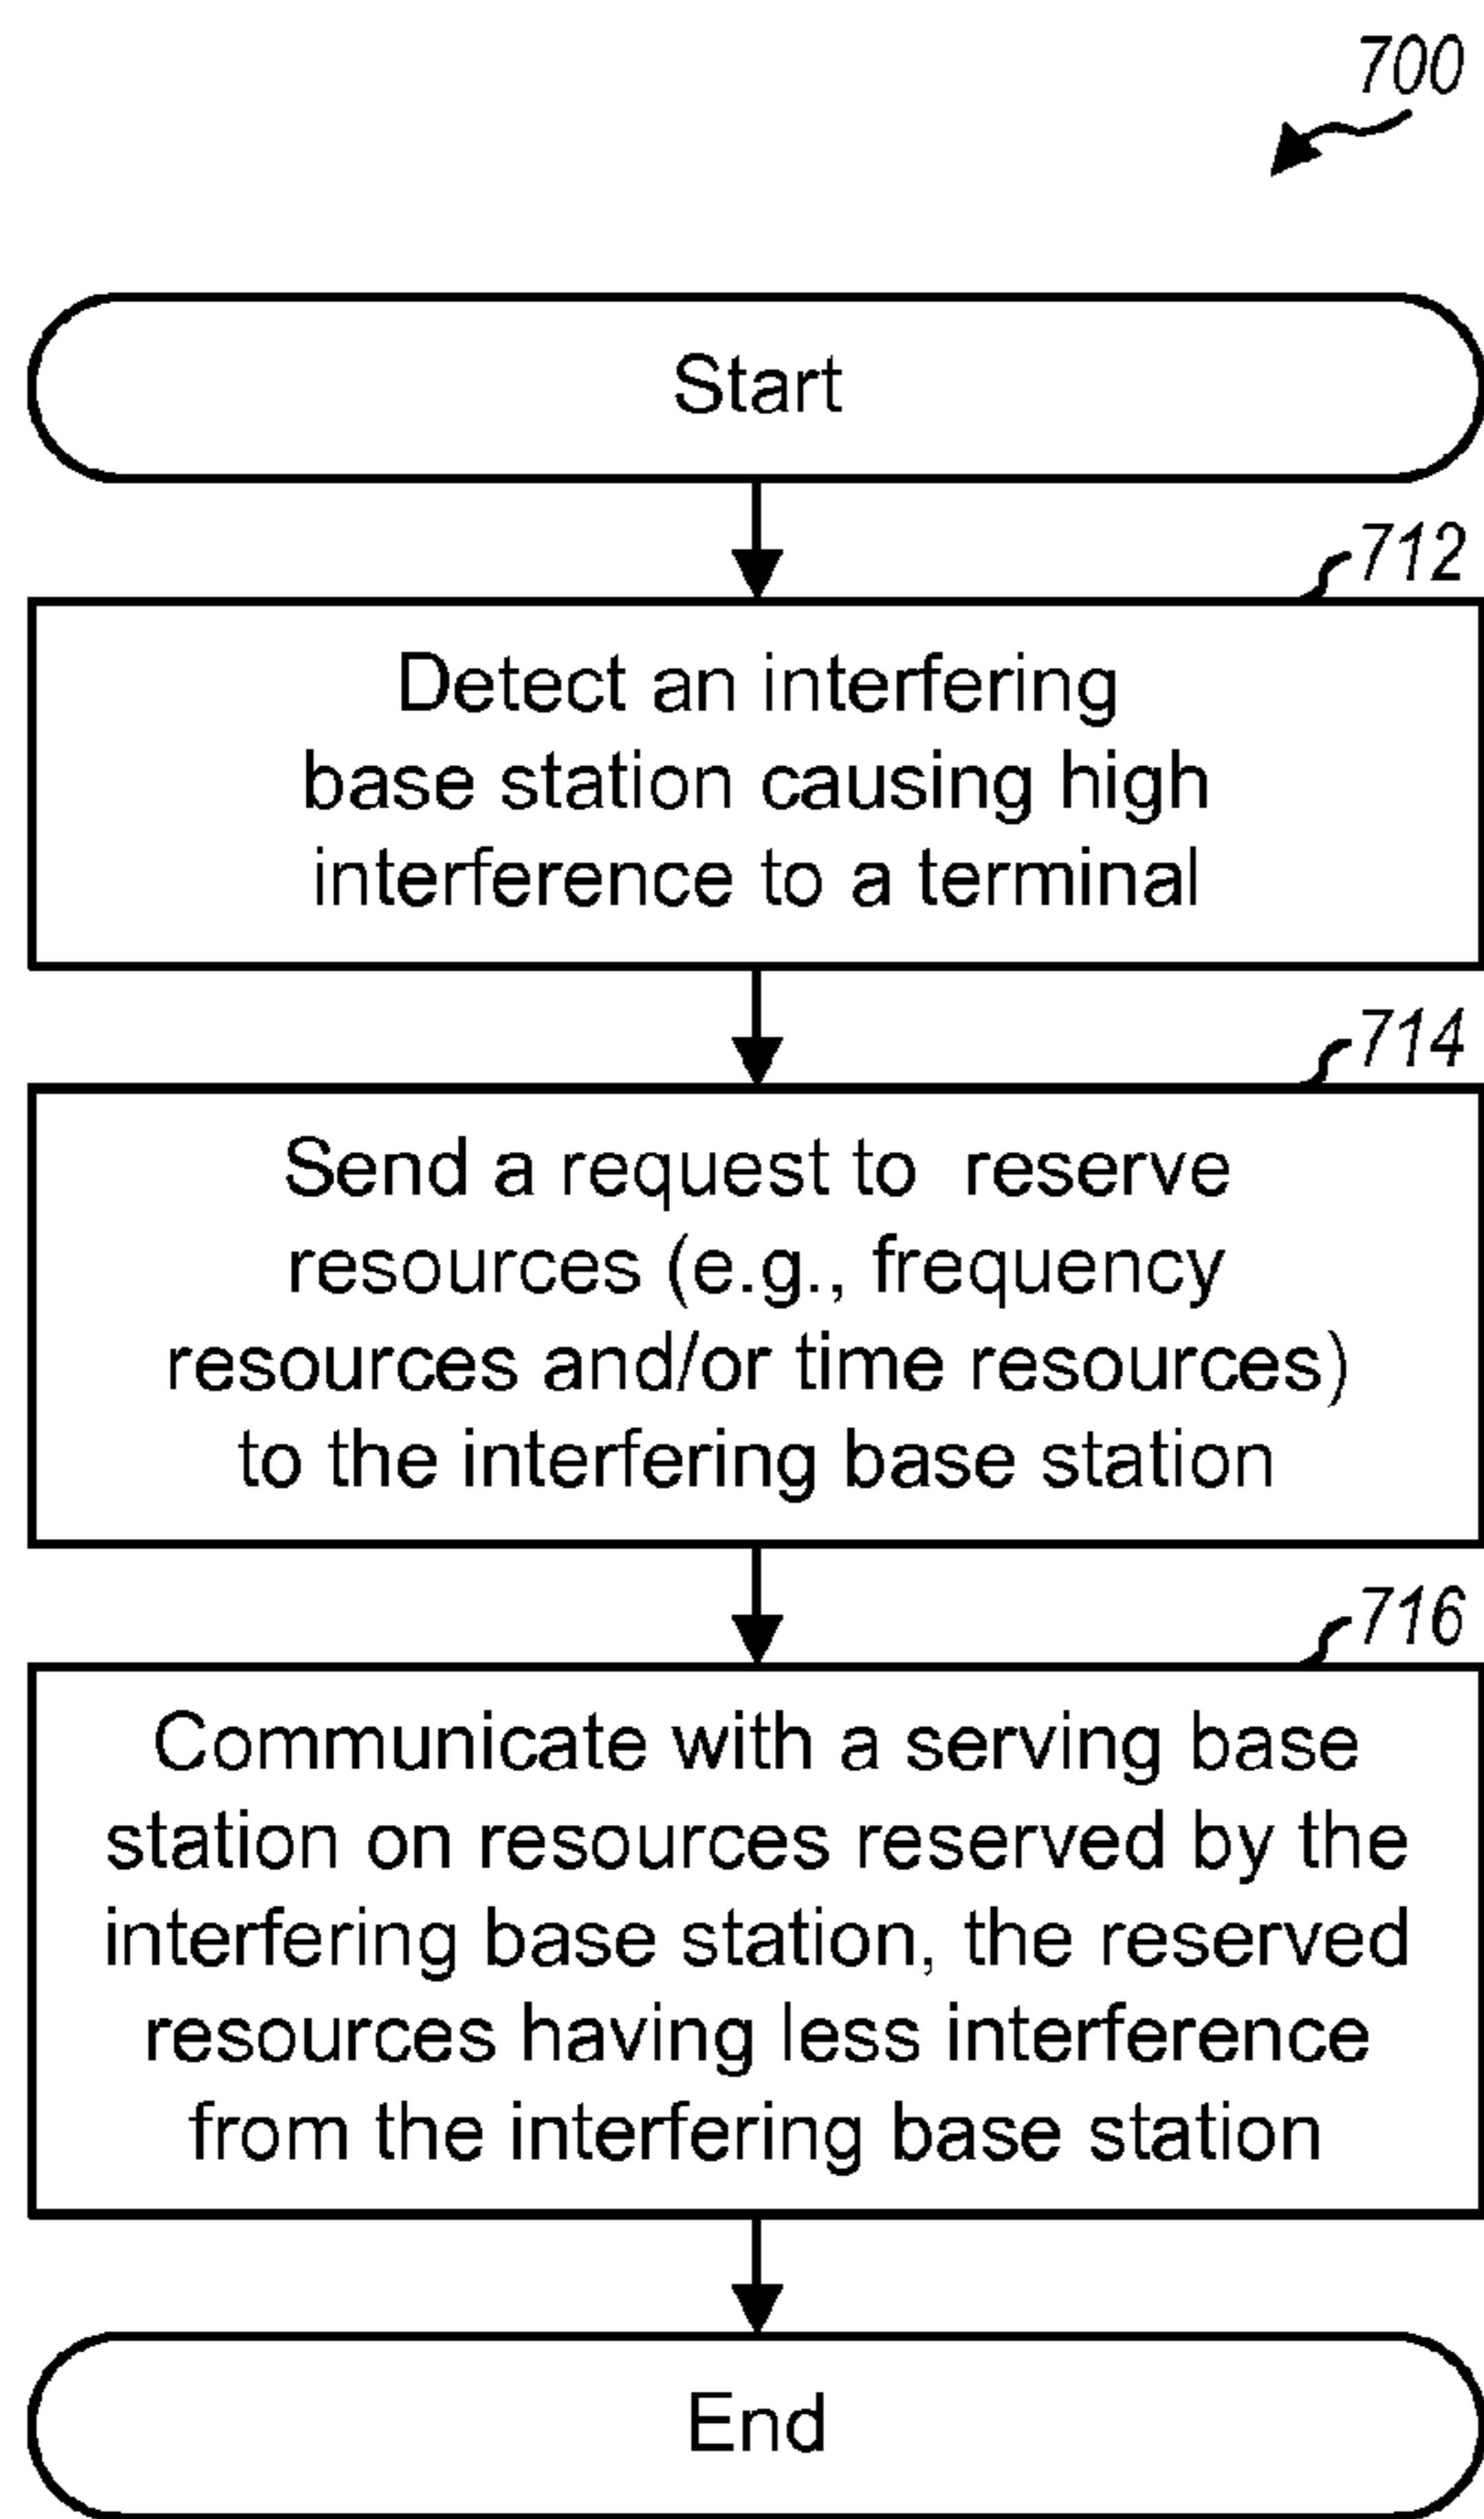 700
Start
712
Detect an interfering
base station causing high
interference to a terminal
714
Send a request to reserve
resources (e.g., frequency
resources and/or time resources)
to the interfering base station
716
Communicate with a serving base
station on resources reserved by the
interfering base station, the reserved
resources having less interference
from the interfering base station
End